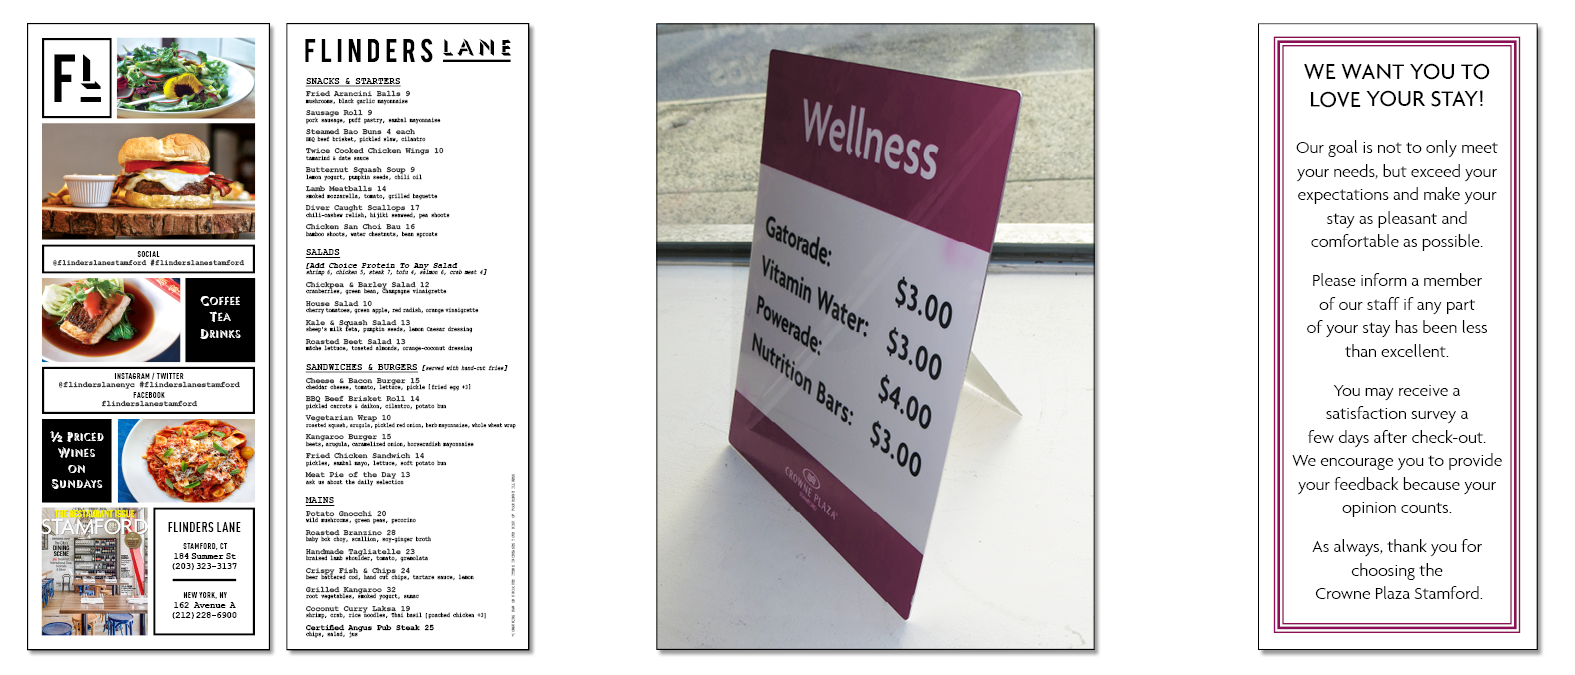 FL
SOCIAL
@flinderslanestamford #flinderslanestamford
COFFEE
TEA
DRINKS
INSTAGRAM / TWITTER
@flinderslanenyc #flinderslanestamford
FACEBOOK
flinderslanestamford
½ PRICED
WINES
ON
SUNDAYS
THE RESTAURANT ISSUE
STAMFORD
DINING
SCENE
FLINDERS LANE
STAMFORD, CT
184 Summer St
(203) 323-3137
NEW YORK, NY
162 Avenue A
(212) 228-6900
FLINDERS LANE
SNACKS & STARTERS
Fried Arancini Balls 9
mushrooms, black garlic mayonnaise
Sausage Roll 9
pork sausage, puff pastry, sambal mayonnaise
Steamed Bao Buns 4 each
BBQ beef brisket, pickled slaw, cilantro
Twice Cooked Chicken Wings 10
tamarind & date sauce
Butternut Squash Soup 9
lemon yogurt, pumpkin seeds, chili oil
Lamb Meatballs 14
smoked mozzarella, tomato, grilled baguette
Diver Caught Scallops 17
chili-cashew relish, hijiki seaweed, pea shoots
Chicken San Choi Bau 16
bamboo shoots, water chestnuts, bean sprouts
SALADS
[Add Choice Protein To Any Salad
shrimp 6, chicken 5, steak 7, tofu 4, salmon 6, crab meat 4]
Chickpea & Barley Salad 12
cranberries, green bean, Champagne vinaigrette
House Salad 10
cherry tomatoes, green apple, red radish, orange vinaigrette
Kale & Squash Salad 13
sheep's milk feta, pumpkin seeds, lemon Caesar dressing
Roasted Beet Salad 13
mâche lettuce, toasted almonds, orange-coconut dressing
SANDWICHES & BURGERS [served with hand-cut fries]
Cheese & Bacon Burger 15
cheddar cheese, tomato, lettuce, pickle [fried egg +3]
BBQ Beef Brisket Roll 14
pickled carrots & daikon, cilantro, potato bun
Vegetarian Wrap 10
roasted squash, arugula, pickled red onion, herb mayonnaise, whole wheat wrap
Kangaroo Burger 15
beets, arugula, caramelized onion, horseradish mayonnaise
Fried Chicken Sandwich 14
pickles, sambal mayo, lettuce, soft potato bun
Meat Pie of the Day 13
ask us about the daily selection
MAINS
Potato Gnocchi 20
wild mushrooms, green peas, pecorino
Roasted Branzino 28
baby bok choy, scallion, soy-ginger broth
Handmade Tagliatelle 23
braised lamb shoulder, tomato, gremolata
Crispy Fish & Chips 24
beer battered cod, hand cut chips, tartare sauce, lemon
Grilled Kangaroo 32
root vegetables, smoked yogurt, sumac
Coconut Curry Laksa 19
shrimp, crab, rice noodles, Thai basil [poached chicken +3]
Certified Angus Pub Steak 25
chips, salad, jus
Wellness
Gatorade: $3.00
Vitamin Water: $3.00
Powerade: $4.00
Nutrition Bars: $3.00
CROWNE PLAZA
WE WANT YOU TO
LOVE YOUR STAY!
Our goal is not to only meet
your needs, but exceed your
expectations and make your
stay as pleasant and
comfortable as possible.
Please inform a member
of our staff if any part
of your stay has been less
than excellent.
You may receive a
satisfaction survey a
few days after check-out.
We encourage you to provide
your feedback because your
opinion counts.
As always, thank you for
choosing the
Crowne Plaza Stamford.